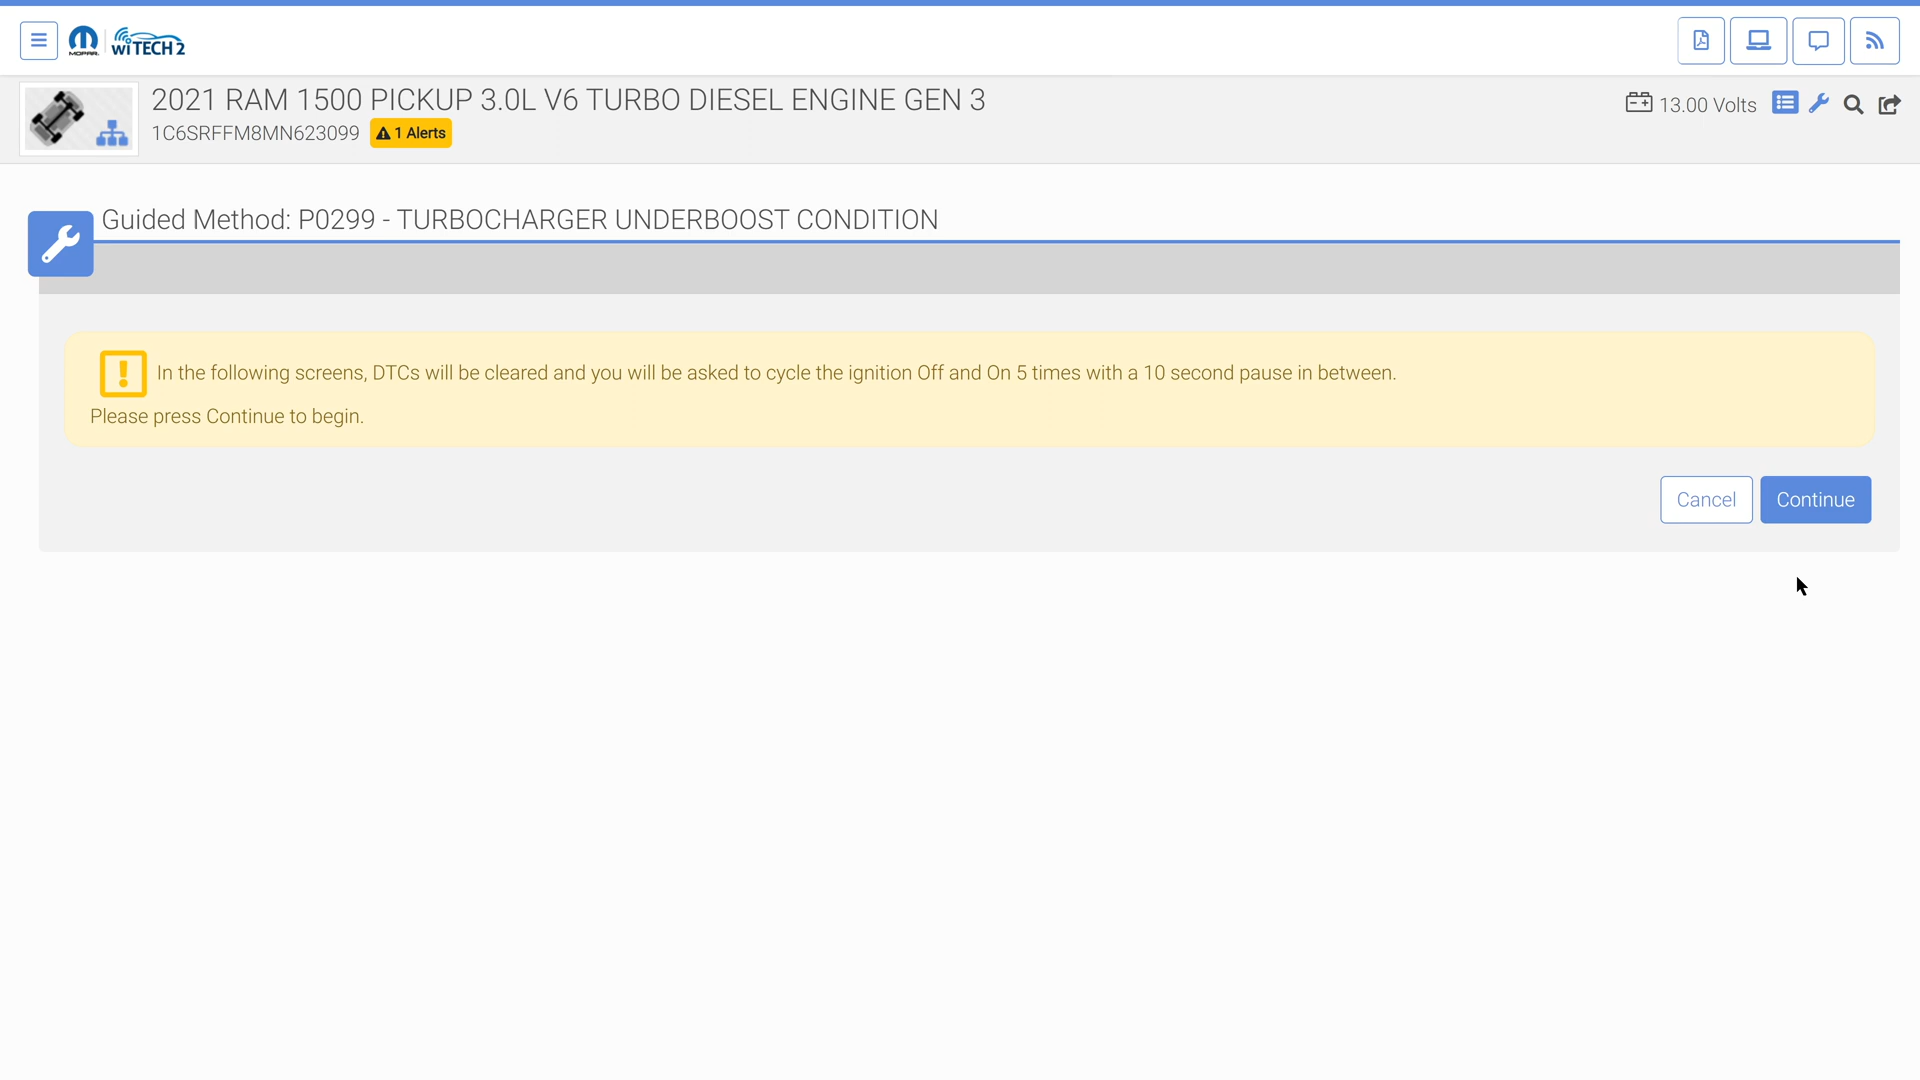 MOPAR wiTECH 2
2021 RAM 1500 PICKUP 3.0L V6 TURBO DIESEL ENGINE GEN 3
13.00 Volts
1C6SRFFM8MN623099 1 Alerts
Guided Method: P0299 - TURBOCHARGER UNDERBOOST CONDITION
In the following screens, DTCs will be cleared and you will be asked to cycle the ignition Off and On 5 times with a 10 second pause in between.
Please press Continue to begin.
Cancel Continue